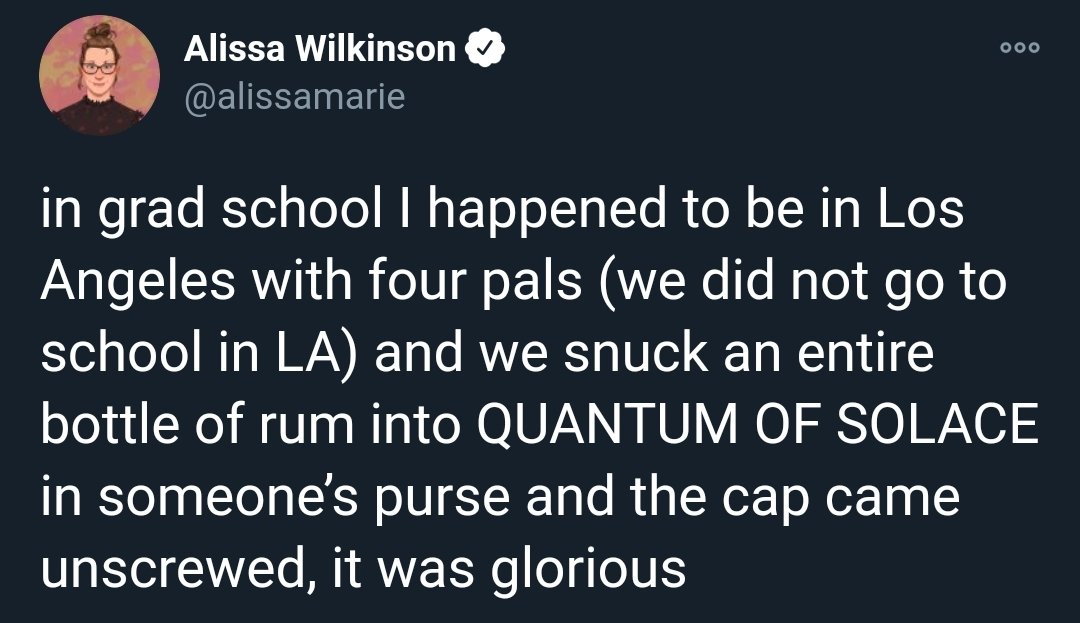 Alissa Wilkinson
@alissamarie
in grad school I happened to be in Los
Angeles with four pals (we did not go to
school in LA) and we snuck an entire
bottle of rum into QUANTUM OF SOLACE
in someone’s purse and the cap came
unscrewed, it was glorious